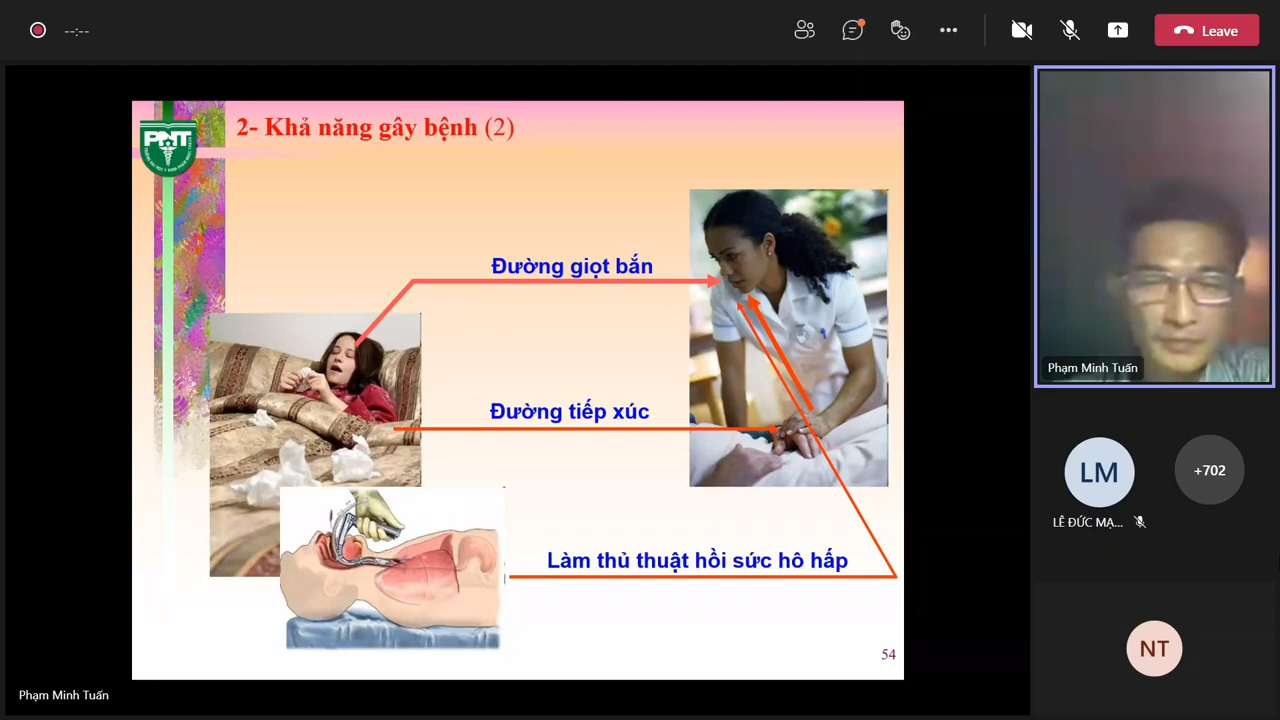 --:--
Leave
2- Khả năng gây bệnh (2)
PNT
Đường giọt bắn
Đường tiếp xúc
Làm thủ thuật hồi sức hô hấp
54
Phạm Minh Tuấn
Phạm Minh Tuấn
LM
+702
LÊ ĐỨC MẠ...
NT